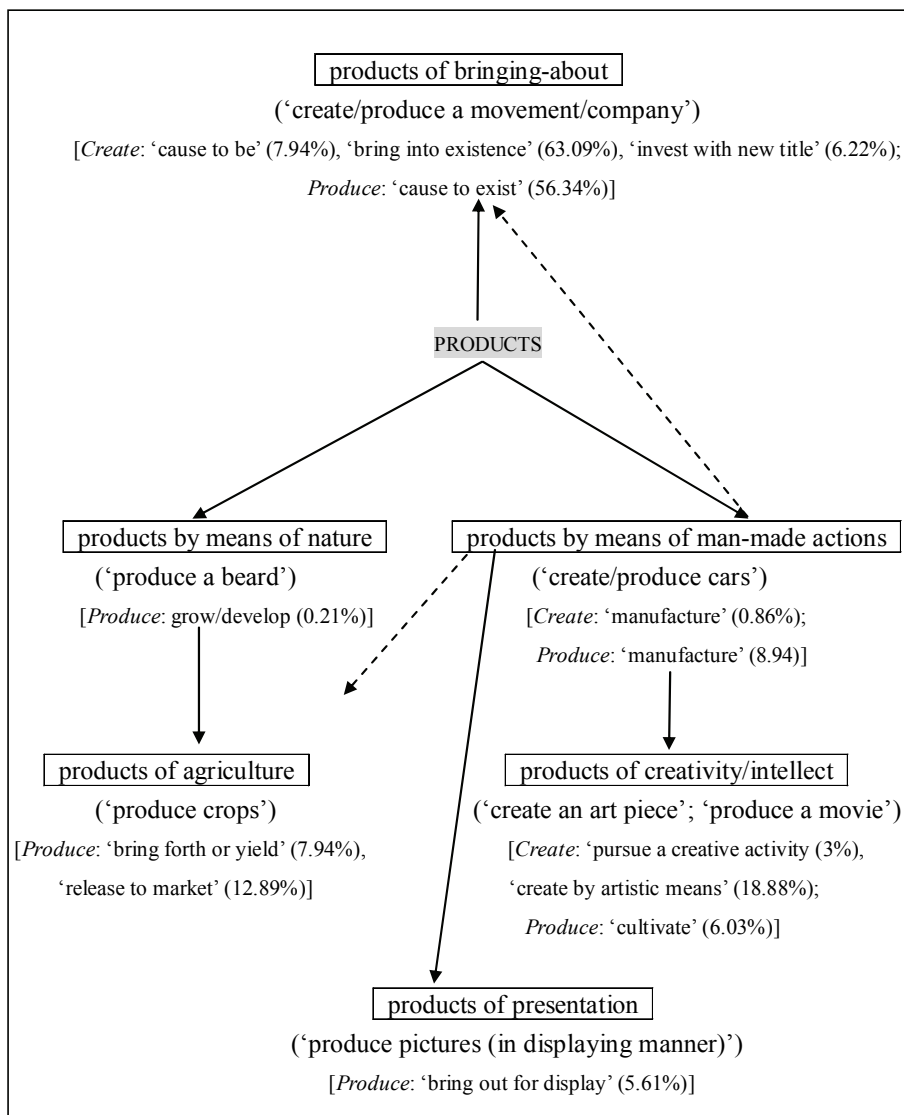 products of bringing-about
(‘create/produce a movement/company’)
[Create: ‘cause to be’ (7.94%), ‘bring into existence’ (63.09%), ‘invest with new title’ (6.22%);
Produce: ‘cause to exist’ (56.34%)]
PRODUCTS
products by means of nature
(‘produce a beard’)
[Produce: grow/develop (0.21%]
products by means of man-made actions
(‘create/produce cars’)
[Create: ‘manufacture’ (0.86%);
Produce: ‘manufacture’ (8.94)]
products of agriculture
(‘produce crops’)
[Produce: ‘bring forth or yield’ (7.94%),
‘release to market’ (12.89%)]
products of creativity/intellect
(‘create an art piece’; ‘produce a movie’)
[Create: ‘pursue a creative activity (3%),
‘create by artistic means’ (18.88%);
Produce: ‘cultivate’ (6.03%)]
products of presentation
(‘produce pictures (in displaying manner)’)
[Produce: ‘bring out for display’ (5.61%)]